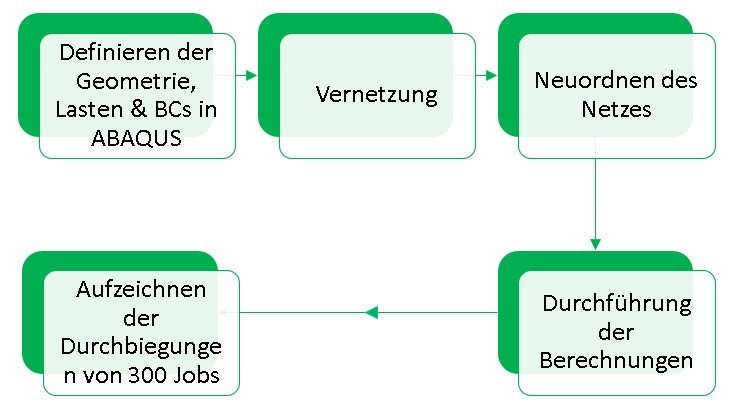 Definieren der
Geometrie,
Lasten & BCs in
ABAQUS
Vernetzung
Neuordnen des
Netzes
Durchführung
der
Berechnungen
Aufzeichnen
der
Durchbiegunge
n von 300 Jobs